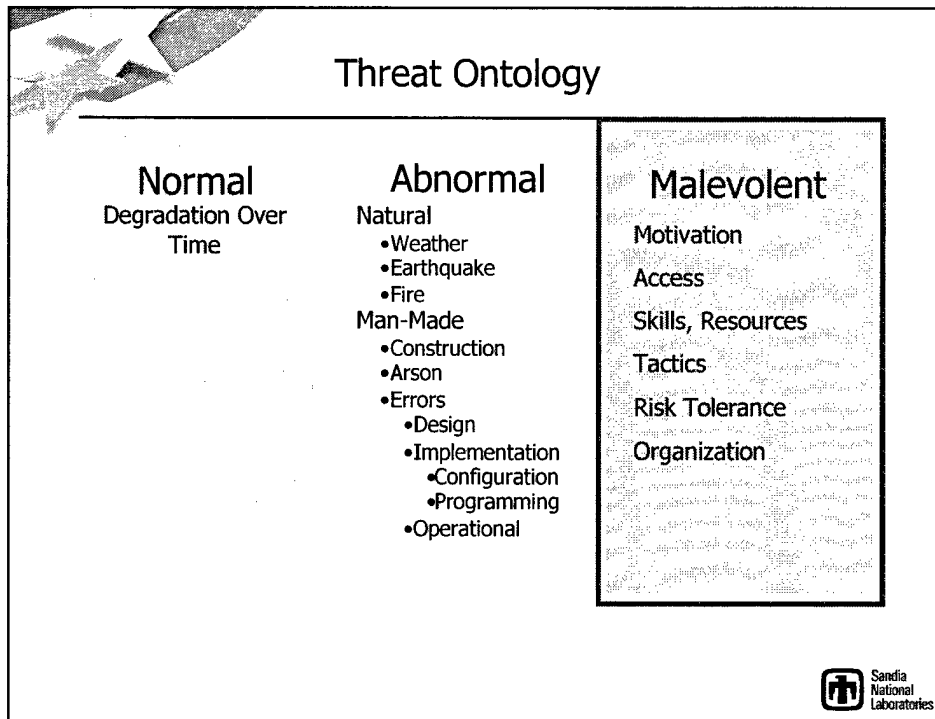 Threat Ontology
Normal
Degradation Over
Time
Abnormal
Natural
•Weather
•Earthquake
•Fire
Man-Made
•Construction
•Arson
•Errors
•Design
•Implementation
•Configuration
•Programming
•Operational
Malevolent
Motivation
Access
Skills, Resources
Tactics
Risk Tolerance
Organization
Sandia
National
Laboratories